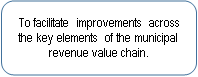 To facilitate improvements across
the key elements of the municipal
revenue value chain.